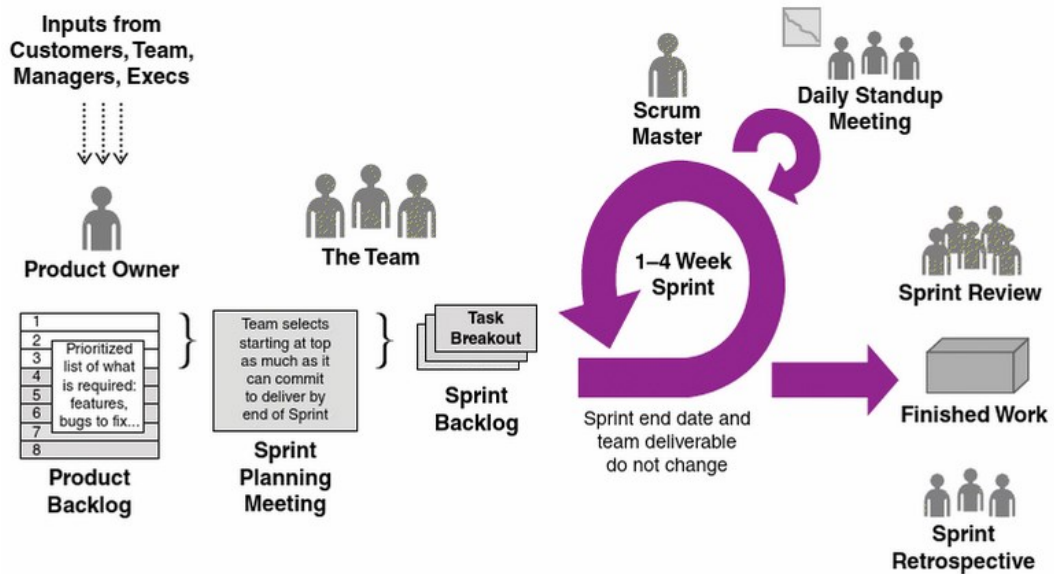 Inputs from
Customers, Team,
Managers, Execs
Product Owner
The Team
Scrum
Master
Daily Standup
Meeting
1
2
3
4
5
6
7
8
Prioritized
list of what
is required:
features,
bugs to fix...
Product
Backlog
Team selects
starting at top
as much as it
can commit
to deliver by
end of Sprint
Sprint
Planning
Meeting
Task
Breakout
Sprint
Backlog
1–4 Week
Sprint
Sprint end date and
team deliverable
do not change
Sprint Review
Finished Work
Sprint
Retrospective